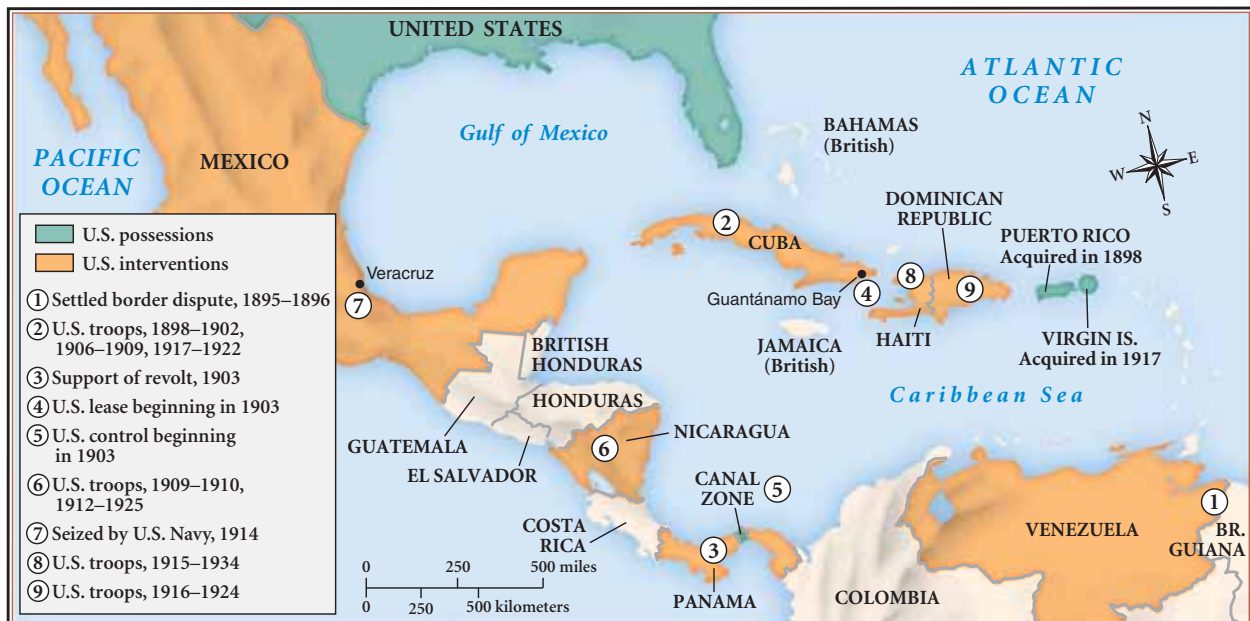 UNITED STATES
ATLANTIC
OCEAN
Gulf of Mexico
BAHAMAS
(British)
N
E
W
S
PACIFIC
OCEAN
MEXICO
DOMINICAN
REPUBLIC
PUERTO RICO
Acquired in 1898
2
CUBA
8
9
Veracruz
7
Guantánamo Bay
4
JAMAICA
(British)
HAITI
VIRGIN IS.
Acquired in 1917
BRITISH
HONDURAS
HONDURAS
Caribbean Sea
GUATEMALA
EL SALVADOR
6
NICARAGUA
CANAL
ZONE
5
COSTA
RICA
3
PANAMA
VENEZUELA
1
BR.
GUIANA
COLOMBIA
0 250 500 miles
0 250 500 kilometers
U.S. possessions
U.S. interventions
1 Settled border dispute, 1895–1896
2 U.S. troops, 1898–1902,
1906–1909, 1917–1922
3 Support of revolt, 1903
4 U.S. lease beginning in 1903
5 U.S. control beginning
in 1903
6 U.S. troops, 1909–1910,
1912–1925
7 Seized by U.S. Navy, 1914
8 U.S. troops, 1915–1934
9 U.S. troops, 1916–1924